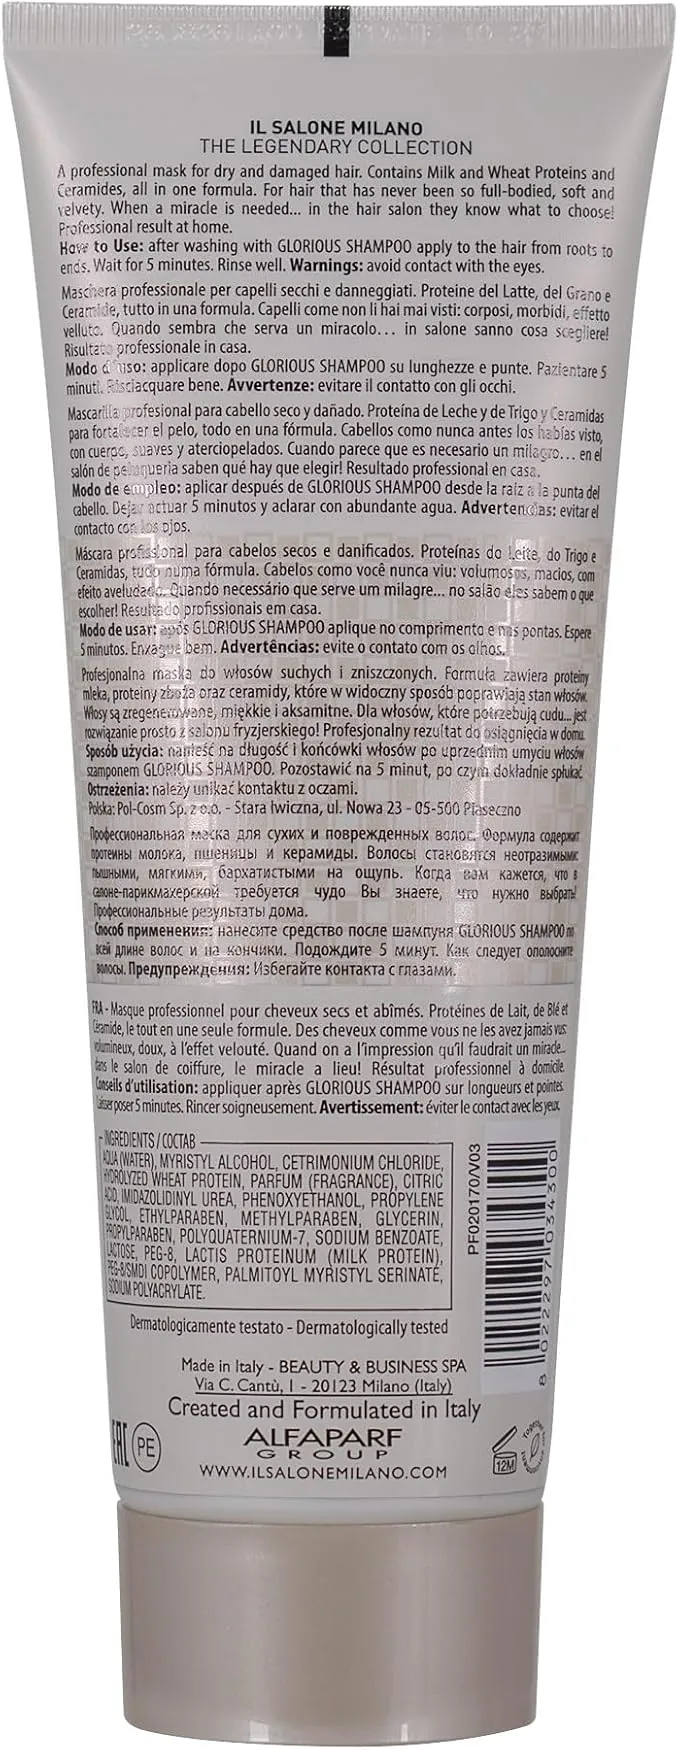 IL SALONE MILANO
THE LEGENDARY COLLECTION
A professional mask for dry and damaged hair. Contains Milk and Wheat Proteins and
Ceramides, all in one formula. For hair that has never been so full-bodied, soft and
velvety. When a miracle is needed... in the hair salon they know what to choose!
Professional result at home.
How to Use: after washing with GLORIOUS SHAMPOO apply to the hair from roots to
ends. Wait for 5 minutes. Rinse well. Warnings: avoid contact with the eyes.
Maschera professionale per capelli secchi e danneggiati. Proteine del Latte, del Grano e
Ceramide, tutto in una formula. Capelli come non li hai mai visti: corposi, morbidi, effetto
velluto. Quando sembra che serva un miracolo... in salone sanno cosa scegliere!
Risultato professionale in casa.
Modo d'uso: applicare dopo GLORIOUS SHAMPOO su lunghezze e punte. Pazientare 5
minuti. Risciacquare bene. Avvertenze: evitare il contatto con gli occhi.
Mascarilla profesional para cabello seco y dañado. Proteína de Leche y de Trigo y Ceramidas
para fortalecer el pelo, todo en una fórmula. Cabellos como nunca antes los habías visto,
con cuerpo, suaves y aterciopelados. Cuando parece que es necesario un milagro... en el
salón de peluquería saben qué hay que elegir! Resultado professional en casa.
Modo de empleo: aplicar después de GLORIOUS SHAMPOO desde la raiz a la punta del
cabello. Dejar actuar 5 minutos y aclarar con abundante agua. Advertencias: evitar el
contacto con los ojos.
Máscara profissional para cabelos secos e danificados. Proteínas do Leite, do Trigo e
Ceramidas, tudo numa fórmula. Cabelos como você nunca viu: volumosos, macios, com
efeito aveludado. Quando necessário que serve um milagre... no salão eles sabem o que
escolher! Resultado profissionais em casa.
Modo de usar: após GLORIOUS SHAMPOO aplique no comprimento e nas pontas. Espere
5 minutos. Enxague bem. Advertências: evite o contato com os olhos.
Profesjonalna maska do włosów suchych i zniszczonych. Formuła zawiera proteiny
mleka, proteiny zboża oraz ceramidy, które w widoczny sposób poprawiają stan włosów.
Włosy są zregenerowane, miękkie i aksamitne. Dla włosów, które potrzebują cudu... jest
rozwiązanie prosto z salonu fryzjerskiego! Profesjonalny rezultat do osiągnięcia w domu.
Sposób użycia: nanieść na długość i końcówki włosów po uprzednim umyciu włosów
szamponem GLORIOUS SHAMPOO. Pozostawić na 5 minut, po czym dokładnie spłukać.
Ostrzeżenia: należy unikać kontaktu z oczami.
Polska: Pol-Cosm Sp. z o.o. - Stara Iwiczna, ul. Nowa 23 - 05-500 Piaseczno
Профессиональная маска для сухих и поврежденных волос. Формула содержит
протеины молока, пшеницы и керамиды. Волосы становятся неотразимыми:
пышными, мягкими, бархатистыми на ощупь. Когда вам кажется, что в
салоне-парикмахерской требуется чудо Вы знаете, что нужно выбрать!
Профессиональные результаты дома.
Способ применения: нанесите средство после шампуня GLORIOUS SHAMPOO по
всей длине волос и на кончики. Подождите 5 минут. Как следует ополосните
волосы. Предупреждения: Избегайте контакта с глазами.
FRA - Masque professionnel pour cheveux secs et abîmés. Protéines de Lait, de Blé et
Céramide, le tout en une seule formule. Des cheveux comme vous ne les avez jamais vus:
volumineux, doux, à l'effet velouté. Quand on a l'impression qu'il faudrait un miracle...
dans le salon de coiffure, le miracle a lieu! Résultat professionnel à domicile.
Conseils d'utilisation: appliquer après GLORIOUS SHAMPOO sur longueurs et pointes.
Laisser poser 5 minutes. Rincer soigneusement. Avertissement: éviter le contact avec les yeux.
INGREDIENTS / СОСТАВ
AQUA (WATER), MYRISTYL ALCOHOL, CETRIMONIUM CHLORIDE,
HYDROLYZED WHEAT PROTEIN, PARFUM (FRAGRANCE), CITRIC
ACID, IMIDAZOLIDINYL UREA, PHENOXYETHANOL, PROPYLENE
GLYCOL, ETHYLPARABEN, METHYLPARABEN, GLYCERIN,
PROPYLPARABEN, POLYQUATERNIUM-7, SODIUM BENZOATE,
LACTOSE, PEG-8, LACTIS PROTEINUM (MILK PROTEIN),
PEG-8/SMDI COPOLYMER, PALMITOYL MYRISTYL SERINATE,
SODIUM POLYACRYLATE.
PF020170/V03
8 022297 034300
Dermatologicamente testato - Dermatologically tested
Made in Italy - BEAUTY & BUSINESS SPA
Via C. Cantù, 1 - 20123 Milano (Italy)
Created and Formulated in Italy
ALFAPARF
GROUP
WWW.ILSALONEMILANO.COM
EAC
PE
12M